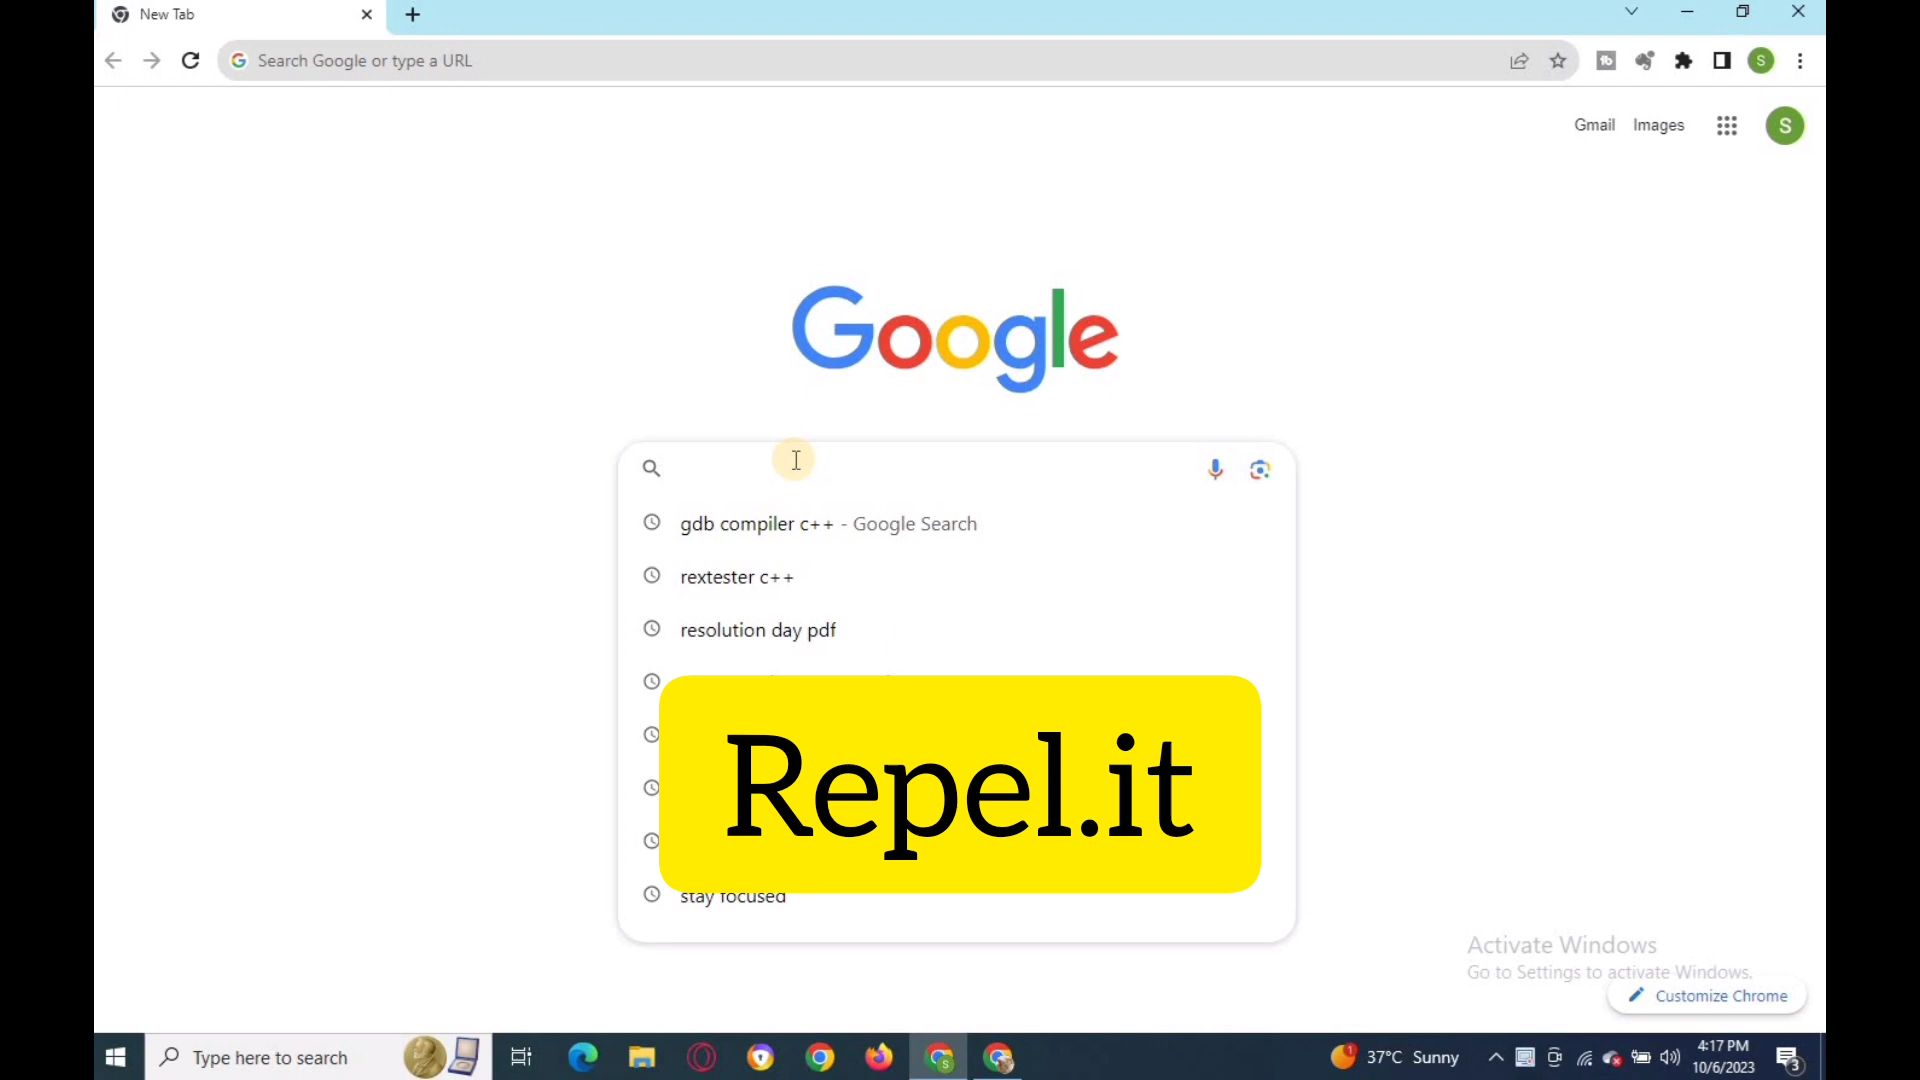 New Tab
Search Google or type a URL
S
Gmail Images
S
Google
gdb compiler c++ - Google Search
rextester c++
resolution day pdf
Repel.it
stay focused
Activate Windows
Go to Settings to activate Windows.
Customize Chrome
Type here to search
37°C Sunny
4:17 PM
10/6/2023
3